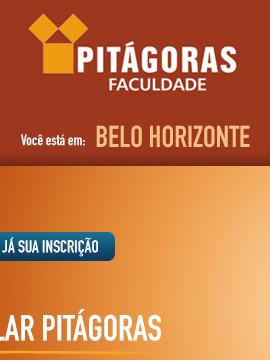 PITÁGORAS
FACULDADE
Você está em: BELO HORIZONTE
JÁ SUA INSCRIÇÃO
LAR PITÁGORAS